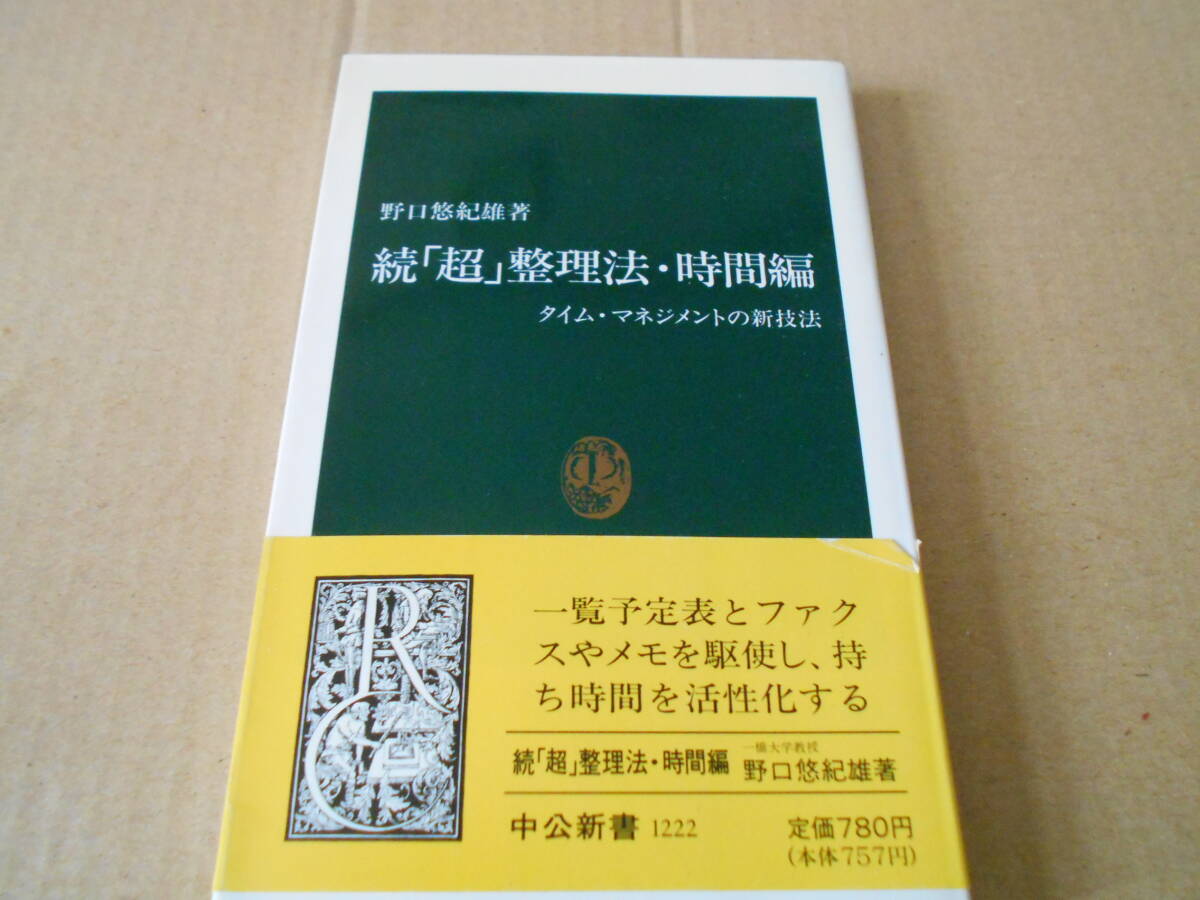 野口悠紀雄著
続「超」整理法・時間編
タイム・マネジメントの新技法
一覧予定表とファク
スやメモを駆使し、持
ち時間を活性化する
一橋大学教授
続「超」整理法・時間編 野口悠紀雄著
中公新書 1222 定価780円
(本体757円)
R
C